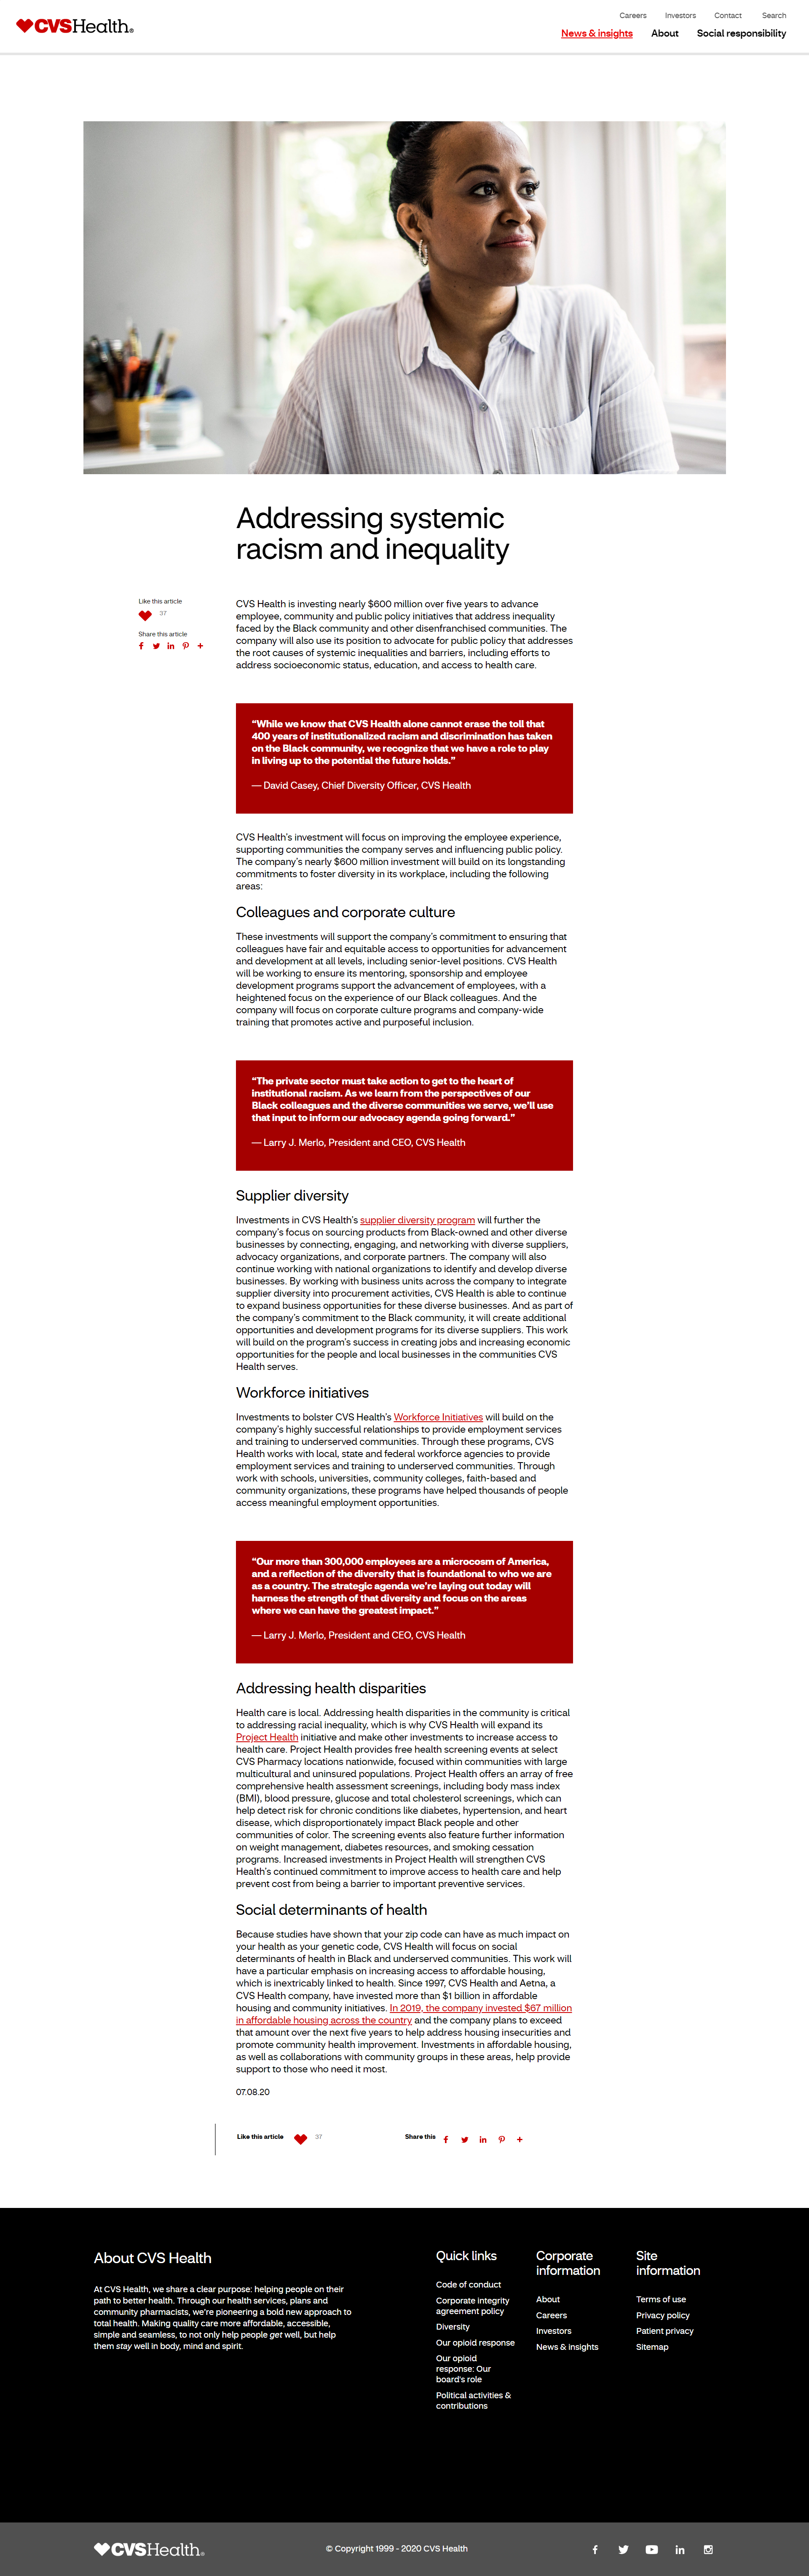 CVSHealth®
Careers Investors Contact Search
News & insights About Social responsibility
Addressing systemic
racism and inequality
Like this article
37
Share this article
CVS Health is investing nearly $600 million over five years to advance
employee, community and public policy initiatives that address inequality
faced by the Black community and other disenfranchised communities. The
company will also use its position to advocate for public policy that addresses
the root causes of systemic inequalities and barriers, including efforts to
address socioeconomic status, education, and access to health care.
“While we know that CVS Health alone cannot erase the toll that
400 years of institutionalized racism and discrimination has taken
on the Black community, we recognize that we have a role to play
in living up to the potential the future holds.”
— David Casey, Chief Diversity Officer, CVS Health
CVS Health’s investment will focus on improving the employee experience,
supporting communities the company serves and influencing public policy.
The company’s nearly $600 million investment will build on its longstanding
commitments to foster diversity in its workplace, including the following
areas:
Colleagues and corporate culture
These investments will support the company’s commitment to ensuring that
colleagues have fair and equitable access to opportunities for advancement
and development at all levels, including senior-level positions. CVS Health
will be working to ensure its mentoring, sponsorship and employee
development programs support the advancement of employees, with a
heightened focus on the experience of our Black colleagues. And the
company will focus on corporate culture programs and company-wide
training that promotes active and purposeful inclusion.
“The private sector must take action to get to the heart of
institutional racism. As we learn from the perspectives of our
Black colleagues and the diverse communities we serve, we’ll use
that input to inform our advocacy agenda going forward.”
— Larry J. Merlo, President and CEO, CVS Health
Supplier diversity
Investments in CVS Health’s supplier diversity program will further the
company’s focus on sourcing products from Black-owned and other diverse
businesses by connecting, engaging, and networking with diverse suppliers,
advocacy organizations, and corporate partners. The company will also
continue working with national organizations to identify and develop diverse
businesses. By working with business units across the company to integrate
supplier diversity into procurement activities, CVS Health is able to continue
to expand business opportunities for these diverse businesses. And as part of
the company’s commitment to the Black community, it will create additional
opportunities and development programs for its diverse suppliers. This work
will build on the program’s success in creating jobs and increasing economic
opportunities for the people and local businesses in the communities CVS
Health serves.
Workforce initiatives
Investments to bolster CVS Health’s Workforce Initiatives will build on the
company’s highly successful relationships to provide employment services
and training to underserved communities. Through these programs, CVS
Health works with local, state and federal workforce agencies to provide
employment services and training to underserved communities. Through
work with schools, universities, community colleges, faith-based and
community organizations, these programs have helped thousands of people
access meaningful employment opportunities.
“Our more than 300,000 employees are a microcosm of America,
and a reflection of the diversity that is foundational to who we are
as a country. The strategic agenda we’re laying out today will
harness the strength of that diversity and focus on the areas
where we can have the greatest impact.”
— Larry J. Merlo, President and CEO, CVS Health
Addressing health disparities
Health care is local. Addressing health disparities in the community is critical
to addressing racial inequality, which is why CVS Health will expand its
Project Health initiative and make other investments to increase access to
health care. Project Health provides free health screening events at select
CVS Pharmacy locations nationwide, focused within communities with large
multicultural and uninsured populations. Project Health offers an array of free
comprehensive health assessment screenings, including body mass index
(BMI), blood pressure, glucose and total cholesterol screenings, which can
help detect risk for chronic conditions like diabetes, hypertension, and heart
disease, which disproportionately impact Black people and other
communities of color. The screening events also feature further information
on weight management, diabetes resources, and smoking cessation
programs. Increased investments in Project Health will strengthen CVS
Health’s continued commitment to improve access to health care and help
prevent cost from being a barrier to important preventive services.
Social determinants of health
Because studies have shown that your zip code can have as much impact on
your health as your genetic code, CVS Health will focus on social
determinants of health in Black and underserved communities. This work will
have a particular emphasis on increasing access to affordable housing,
which is inextricably linked to health. Since 1997, CVS Health and Aetna, a
CVS Health company, have invested more than $1 billion in affordable
housing and community initiatives. In 2019, the company invested $67 million
in affordable housing across the country and the company plans to exceed
that amount over the next five years to help address housing insecurities and
promote community health improvement. Investments in affordable housing,
as well as collaborations with community groups in these areas, help provide
support to those who need it most.
07.08.20
Like this article 37 Share this
About CVS Health
At CVS Health, we share a clear purpose: helping people on their
path to better health. Through our health services, plans and
community pharmacists, we’re pioneering a bold new approach to
total health. Making quality care more affordable, accessible,
simple and seamless, to not only help people get well, but help
them stay well in body, mind and spirit.
Quick links
Code of conduct
Corporate integrity
agreement policy
Diversity
Our opioid response
Our opioid
response: Our
board's role
Political activities &
contributions
Corporate
information
About
Careers
Investors
News & insights
Site
information
Terms of use
Privacy policy
Patient privacy
Sitemap
CVSHealth®
© Copyright 1999 - 2020 CVS Health